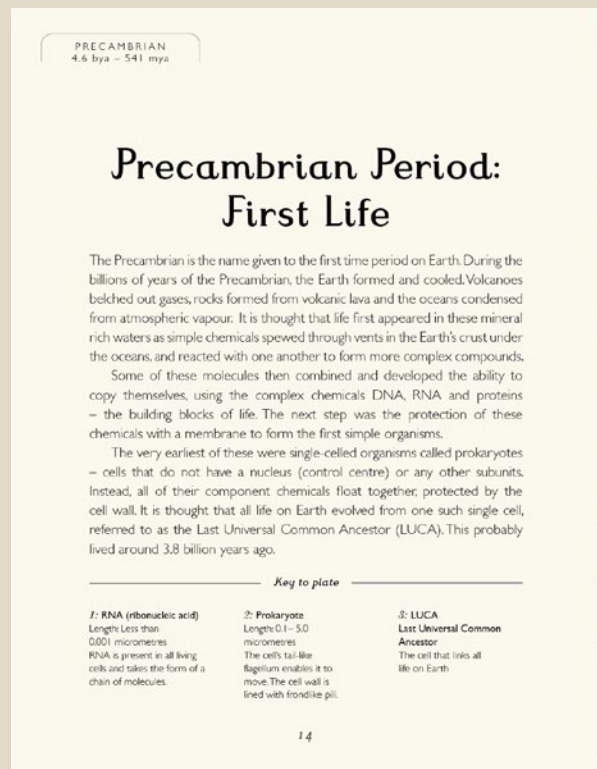 PRECAMBRIAN
4.6 bya – 541 mya
Precambrian Period:
First Life
The Precambrian is the name given to the first time period on Earth. During the
billions of years of the Precambrian, the Earth formed and cooled. Volcanoes
belched out gases, rocks formed from volcanic lava and the oceans condensed
from atmospheric vapour. It is thought that life first appeared in these mineral
rich waters as simple chemicals spewed through vents in the Earth's crust under
the oceans, and reacted with one another to form more complex compounds.
Some of these molecules then combined and developed the ability to
copy themselves, using the complex chemicals DNA, RNA and proteins
– the building blocks of life. The next step was the protection of these
chemicals with a membrane to form the first simple organisms.
The very earliest of these were single-celled organisms called prokaryotes
– cells that do not have a nucleus (control centre) or any other subunits.
Instead, all of their component chemicals float together, protected by the
cell wall. It is thought that all life on Earth evolved from one such single cell,
referred to as the Last Universal Common Ancestor (LUCA). This probably
lived around 3.8 billion years ago.
Key to plate
1: RNA (ribonucleic acid)
Length: Less than
0.001 micrometres
RNA is present in all living
cells and takes the form of a
chain of molecules.
2: Prokaryote
Length: 0.1 – 5.0
micrometres
The cell's tail-like
flagellum enables it to
move. The cell wall is
lined with frondlike pili.
3: LUCA
Last Universal Common
Ancestor
The cell that links all
life on Earth
14